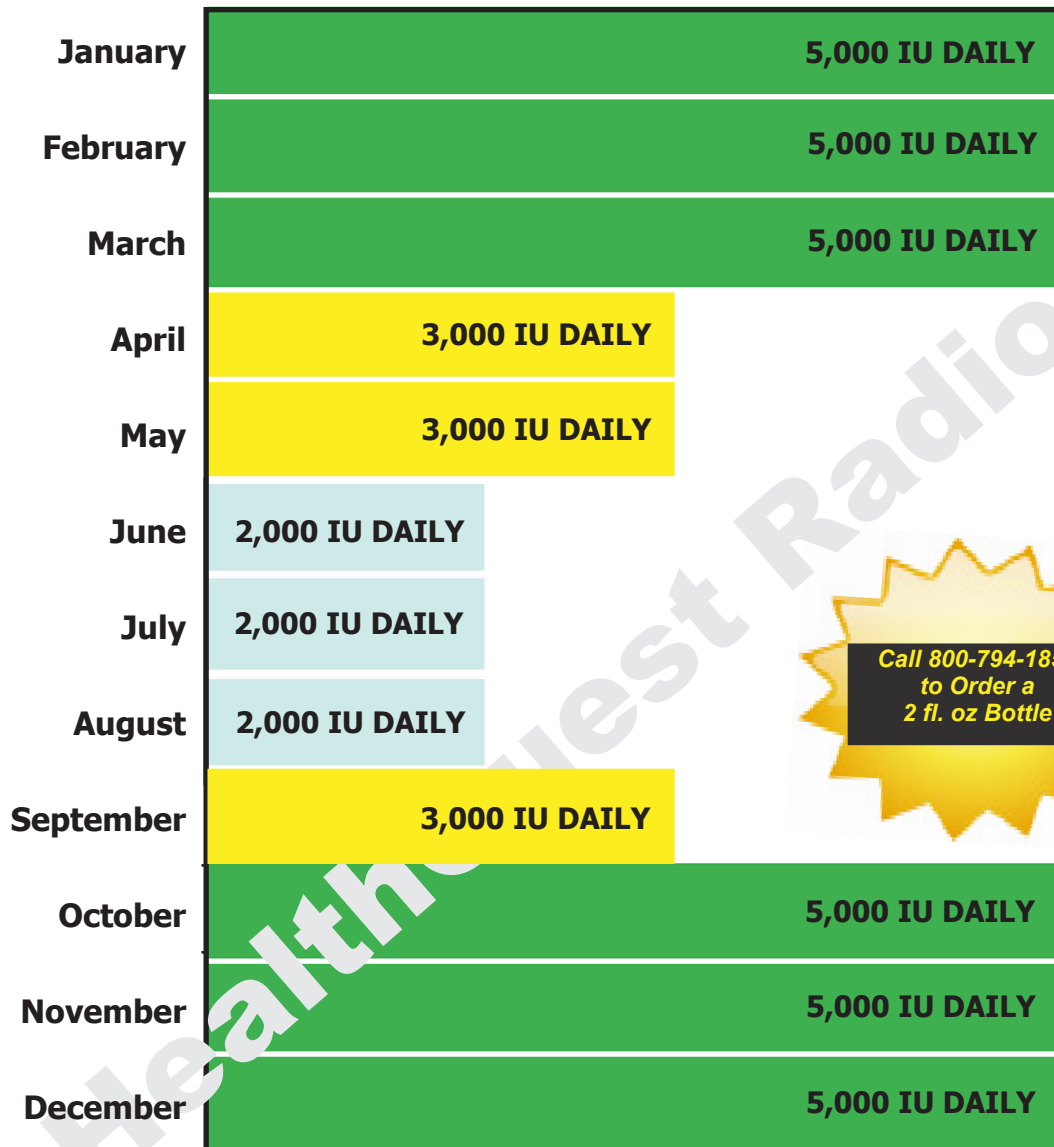 January 5,000 IU DAILY
February 5,000 IU DAILY
March 5,000 IU DAILY
April 3,000 IU DAILY
May 3,000 IU DAILY
June 2,000 IU DAILY
July 2,000 IU DAILY
August 2,000 IU DAILY
September 3,000 IU DAILY
October 5,000 IU DAILY
November 5,000 IU DAILY
December 5,000 IU DAILY
Call
to Order a
2 fl. oz Bottle
Radio